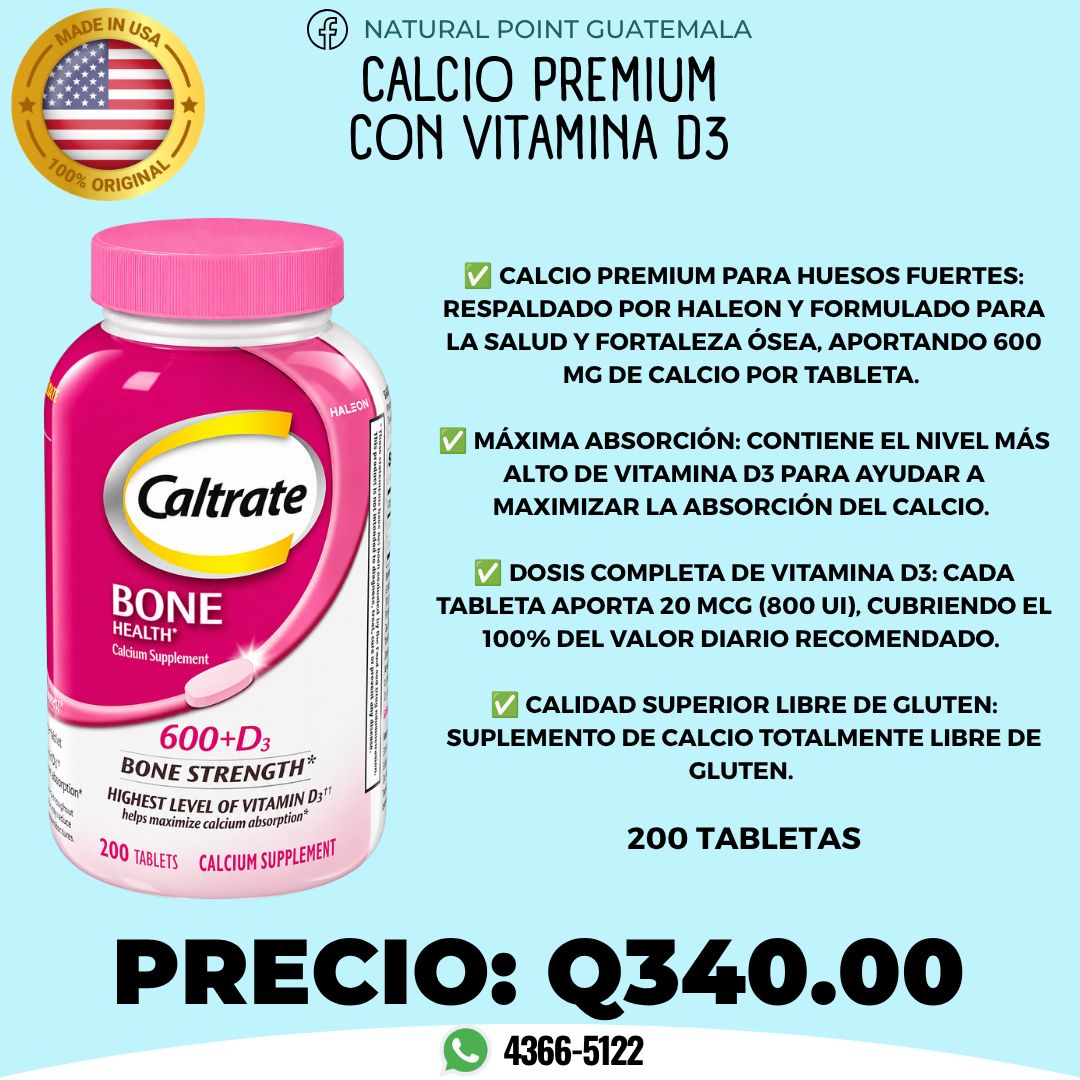 MADE IN USA
100% ORIGINAL
NATURAL POINT GUATEMALA
CALCIO PREMIUM
CON VITAMINA D3
✅ CALCIO PREMIUM PARA HUESOS FUERTES:
RESPALDADO POR HALEON Y FORMULADO PARA
LA SALUD Y FORTALEZA ÓSEA, APORTANDO 600
MG DE CALCIO POR TABLETA.
✅ MÁXIMA ABSORCIÓN: CONTIENE EL NIVEL MÁS
ALTO DE VITAMINA D3 PARA AYUDAR A
MAXIMIZAR LA ABSORCIÓN DEL CALCIO.
✅ DOSIS COMPLETA DE VITAMINA D3: CADA
TABLETA APORTA 20 MCG (800 UI), CUBRIENDO EL
100% DEL VALOR DIARIO RECOMENDADO.
✅ CALIDAD SUPERIOR LIBRE DE GLUTEN:
SUPLEMENTO DE CALCIO TOTALMENTE LIBRE DE
GLUTEN.
200 TABLETAS
HALEON
Caltrate
BONE
HEALTH*
Calcium Supplement
600+D3
BONE STRENGTH*
HIGHEST LEVEL OF VITAMIN D3††
helps maximize calcium absorption*
200 TABLETS CALCIUM SUPPLEMENT
PRECIO: Q340.00
4366-5122